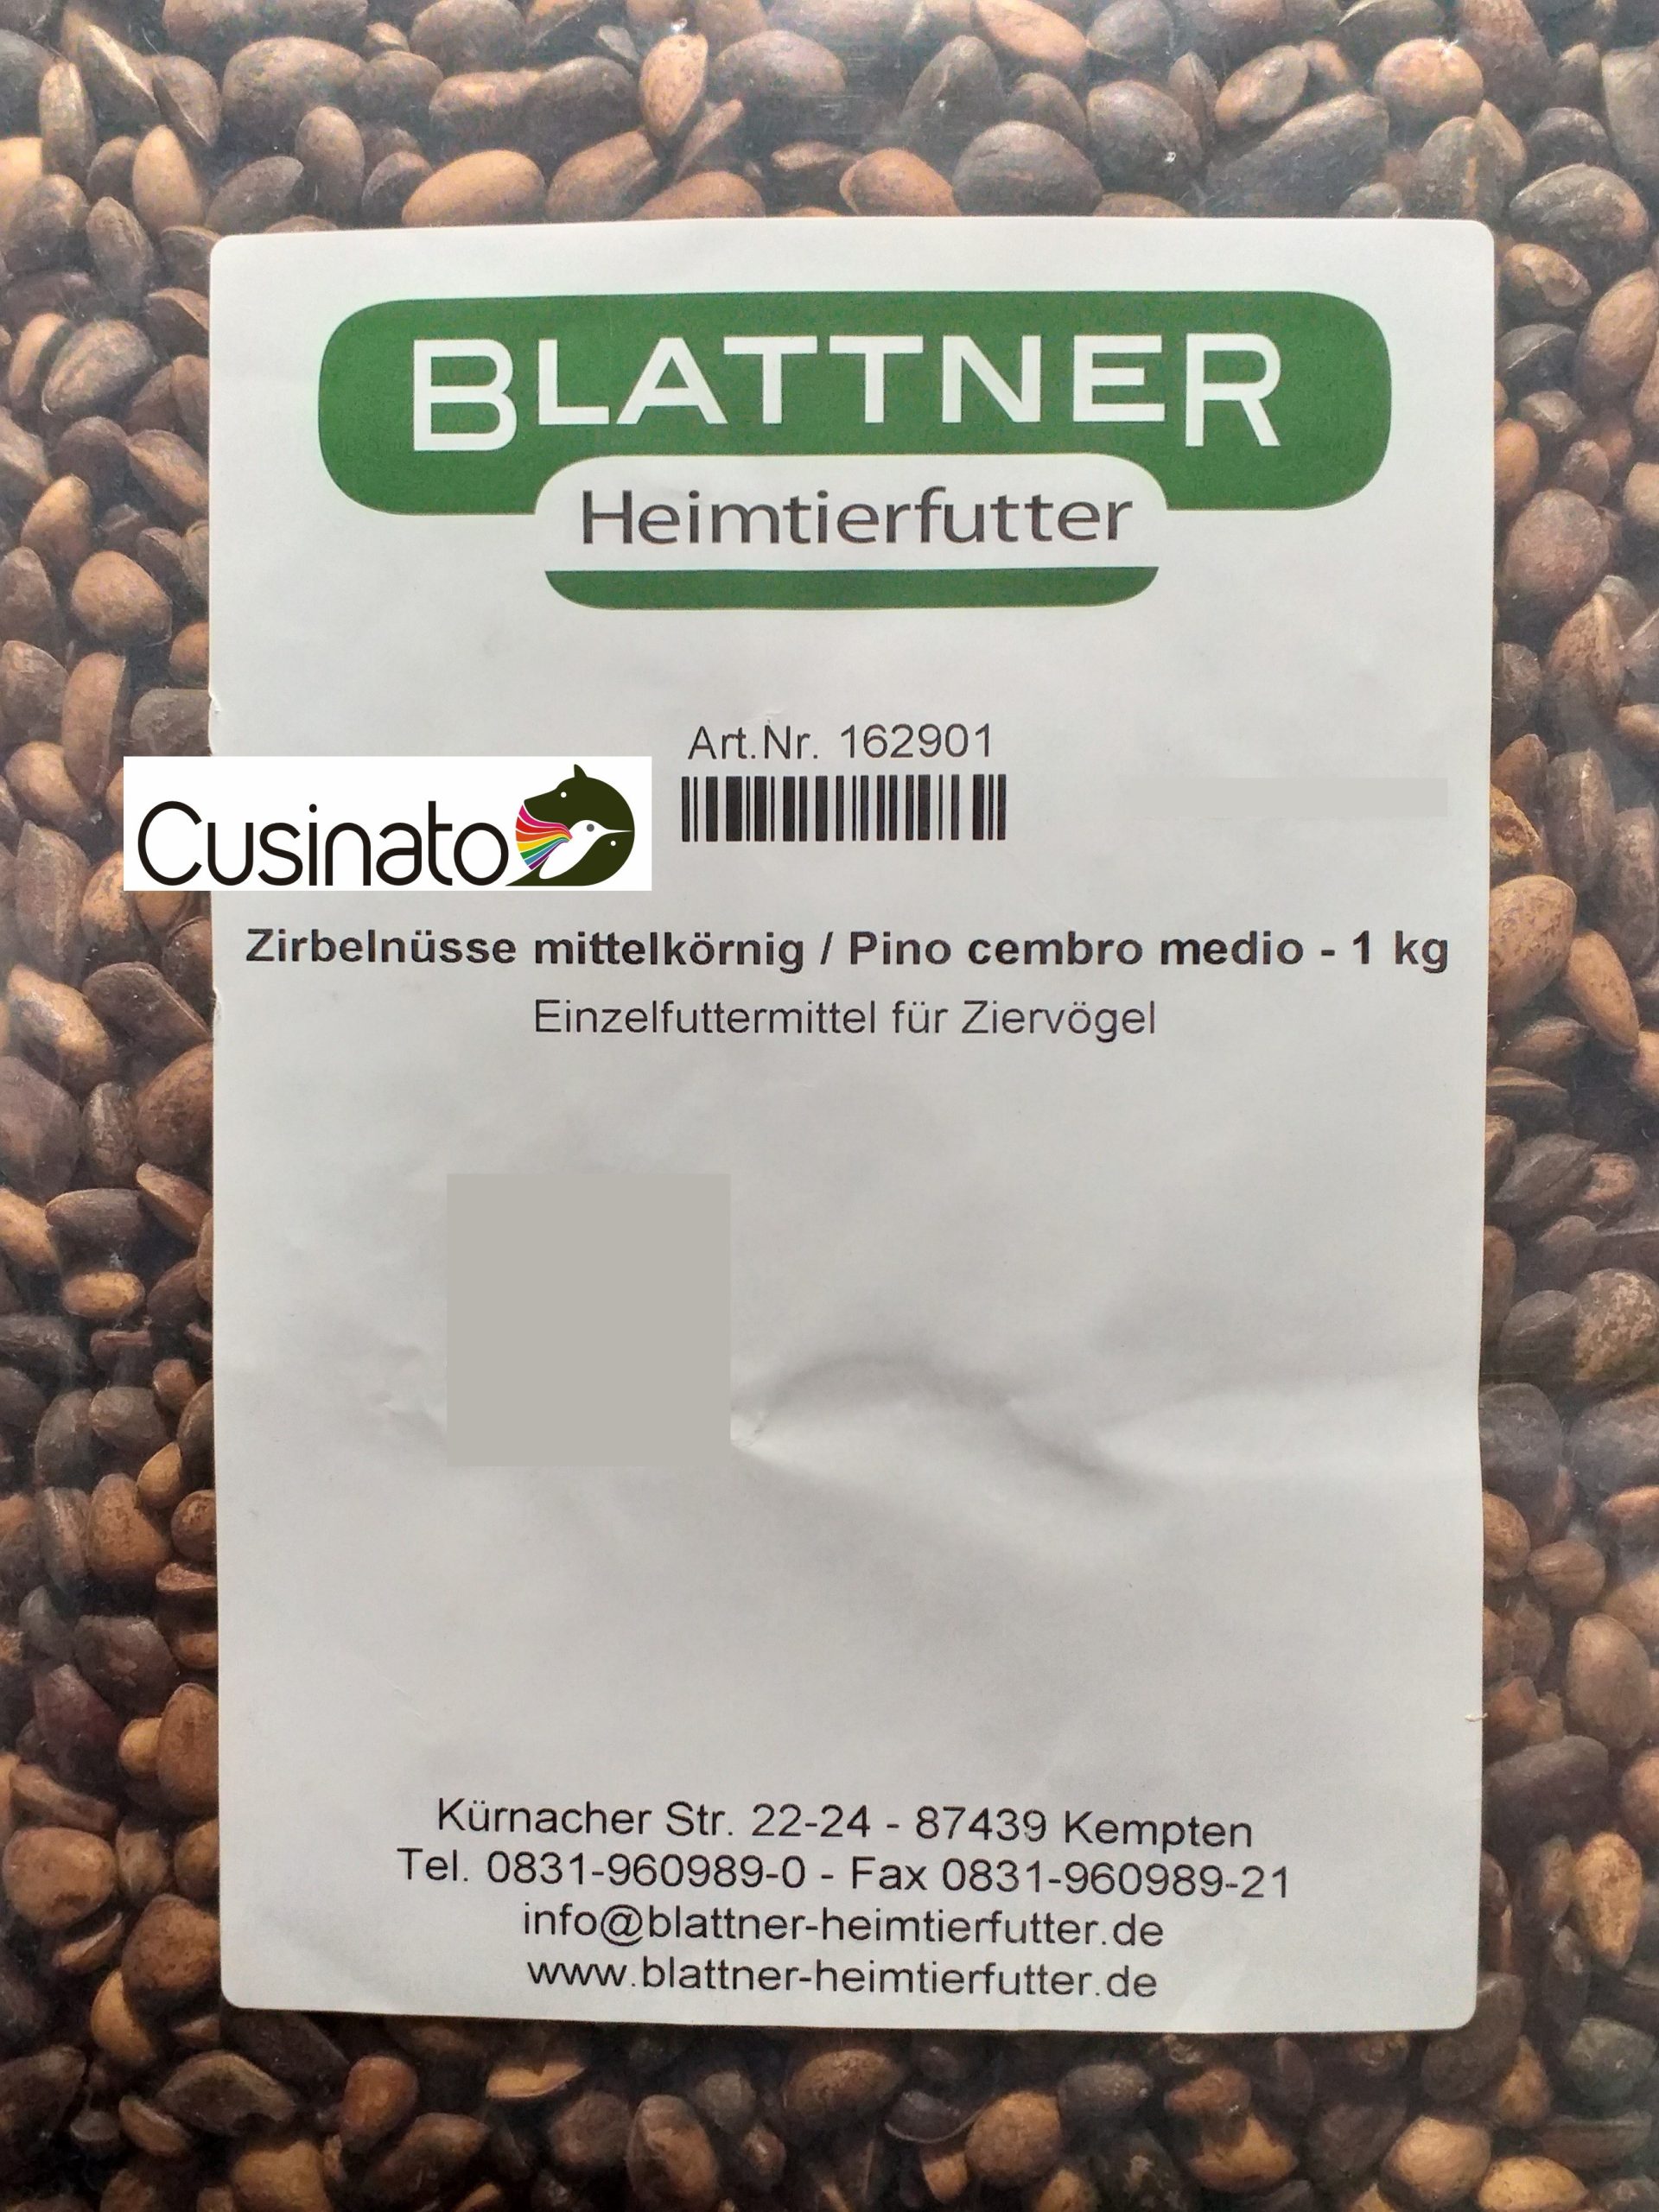 BLATTNER
Heimtierfutter
Art.Nr. 162901
Cusinato
Zirbelnüsse mittelkörnig / Pino cembro medio - 1 kg
Einzelfuttermittel für Ziervögel
Kürnacher Str. 22-24 - 87439 Kempten
Tel. 0831-960989-0 - Fax 0831-960989-21
info@blattner-heimtierfutter.de
www.blattner-heimtierfutter.de